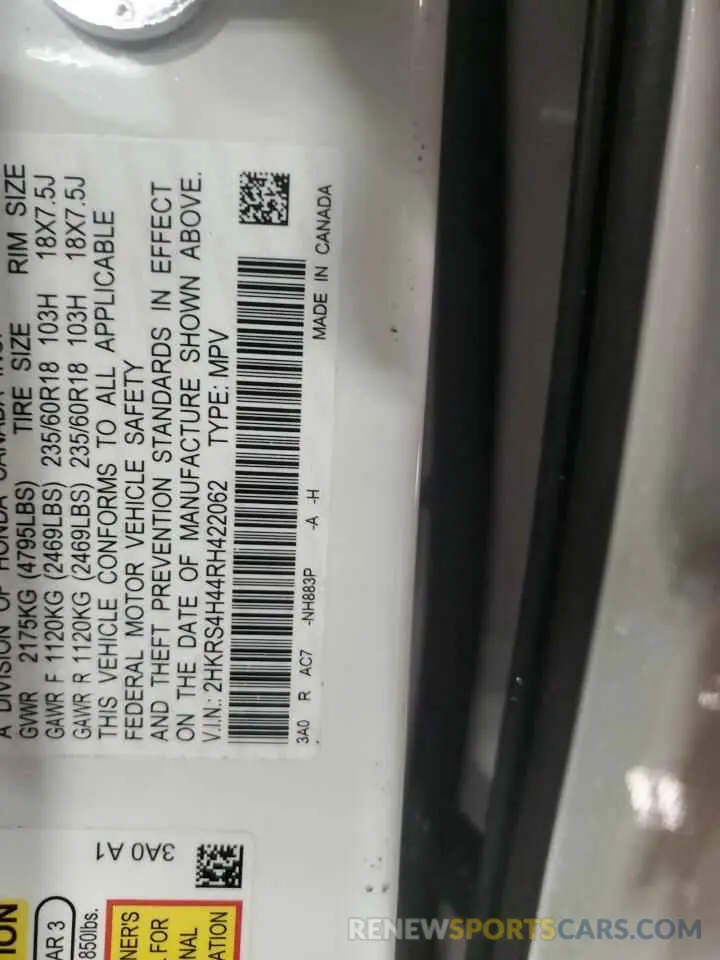 A DIVISION OF HONDA CANADA INC.
GVWR 2175KG (4795LBS) TIRE SIZE RIM SIZE
GAWR F 1120KG (2469LBS) 235/60R18 103H 18X7.5J
GAWR R 1120KG (2469LBS) 235/60R18 103H 18X7.5J
THIS VEHICLE CONFORMS TO ALL APPLICABLE
FEDERAL MOTOR VEHICLE SAFETY
AND THEFT PREVENTION STANDARDS IN EFFECT
ON THE DATE OF MANUFACTURE SHOWN ABOVE.
V.I.N.: 2HKRS4H44RH422062 TYPE: MPV
3A0 R AC7 -NH883P -A -H
MADE IN CANADA
3A0 A1
ION
AR 3
850lbs.
NER'S
FOR
NAL
ATION
RENEWSPORTSCARS.COM